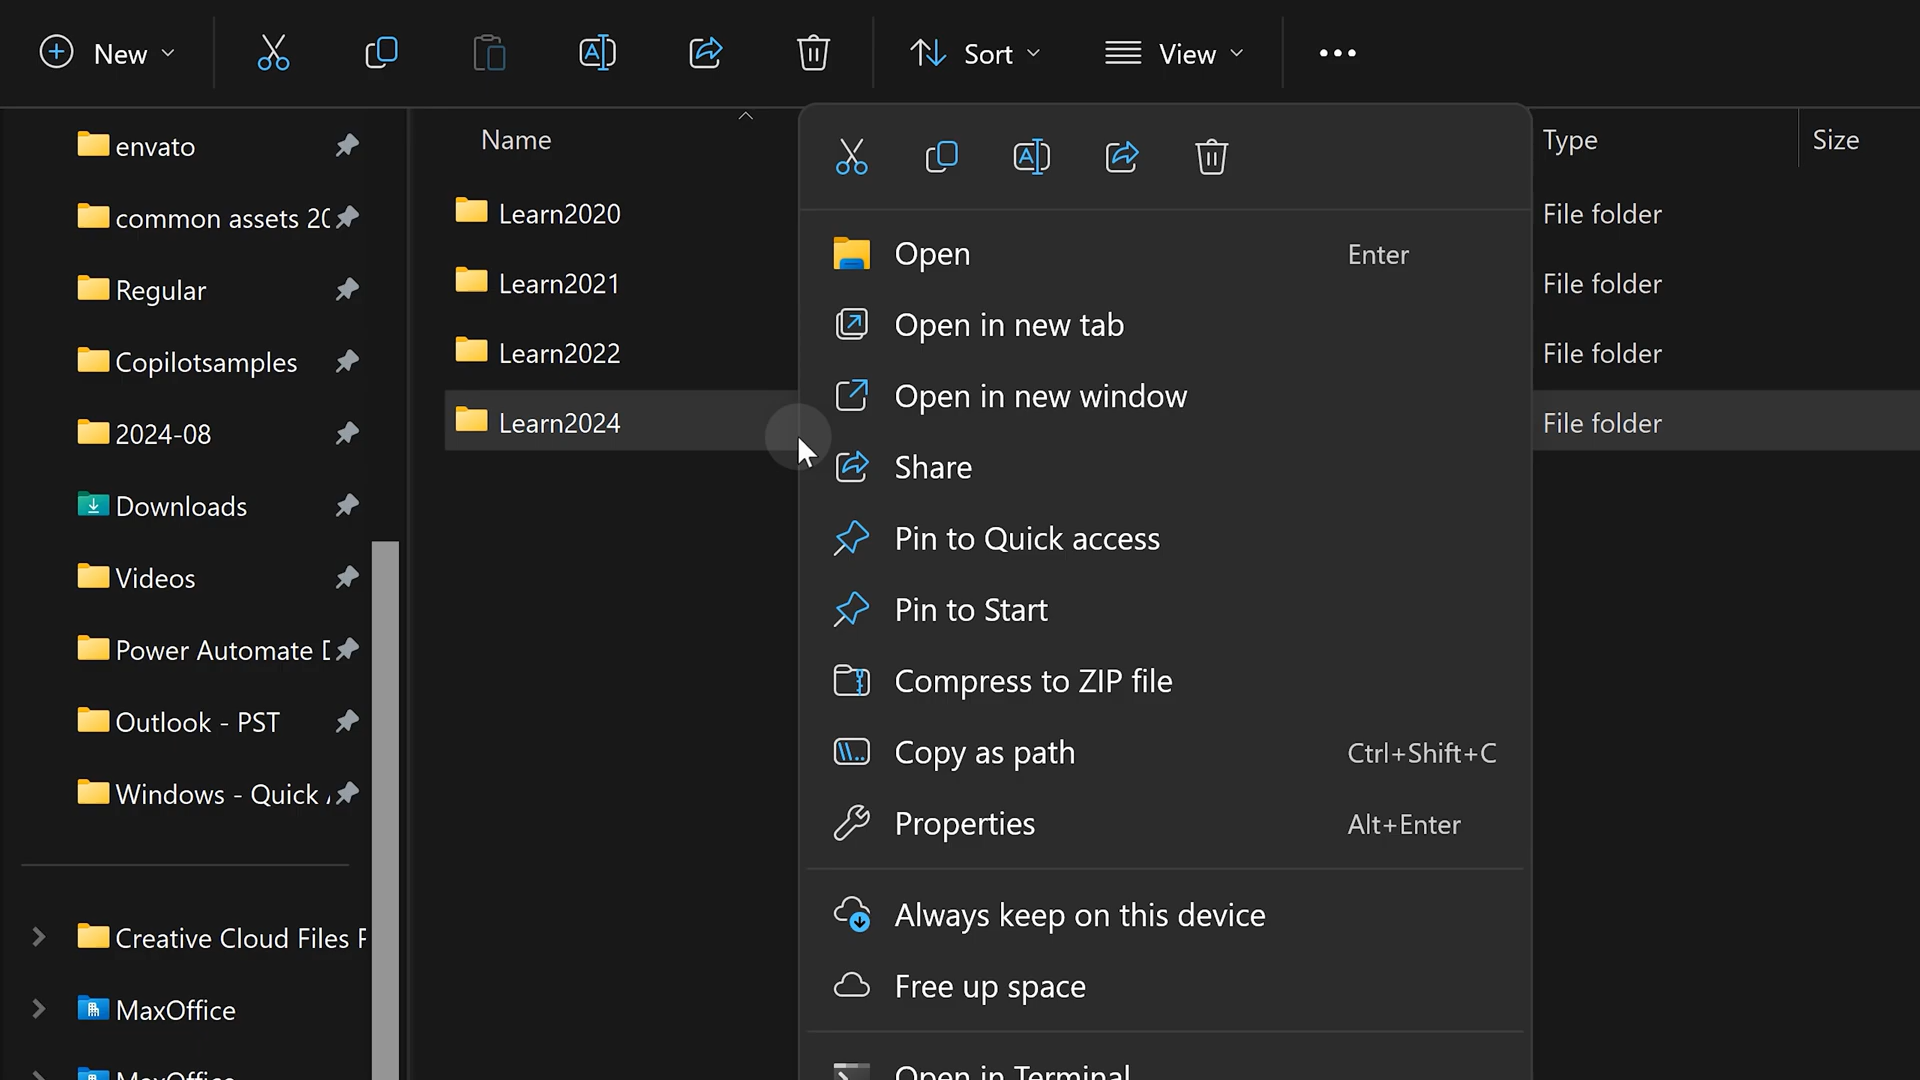 New
Sort
View
envato
common assets 20
Regular
Copilotsamples
2024-08
Downloads
Videos
Power Automate
Outlook - PST
Windows - Quick
Creative Cloud Files F
MaxOffice
MaxOffice
Name
Type
Size
Learn2020
File folder
Learn2021
File folder
Learn2022
File folder
Learn2024
File folder
Open Enter
Open in new tab
Open in new window
Share
Pin to Quick access
Pin to Start
Compress to ZIP file
Copy as path Ctrl+Shift+C
Properties Alt+Enter
Always keep on this device
Free up space
Open in Terminal